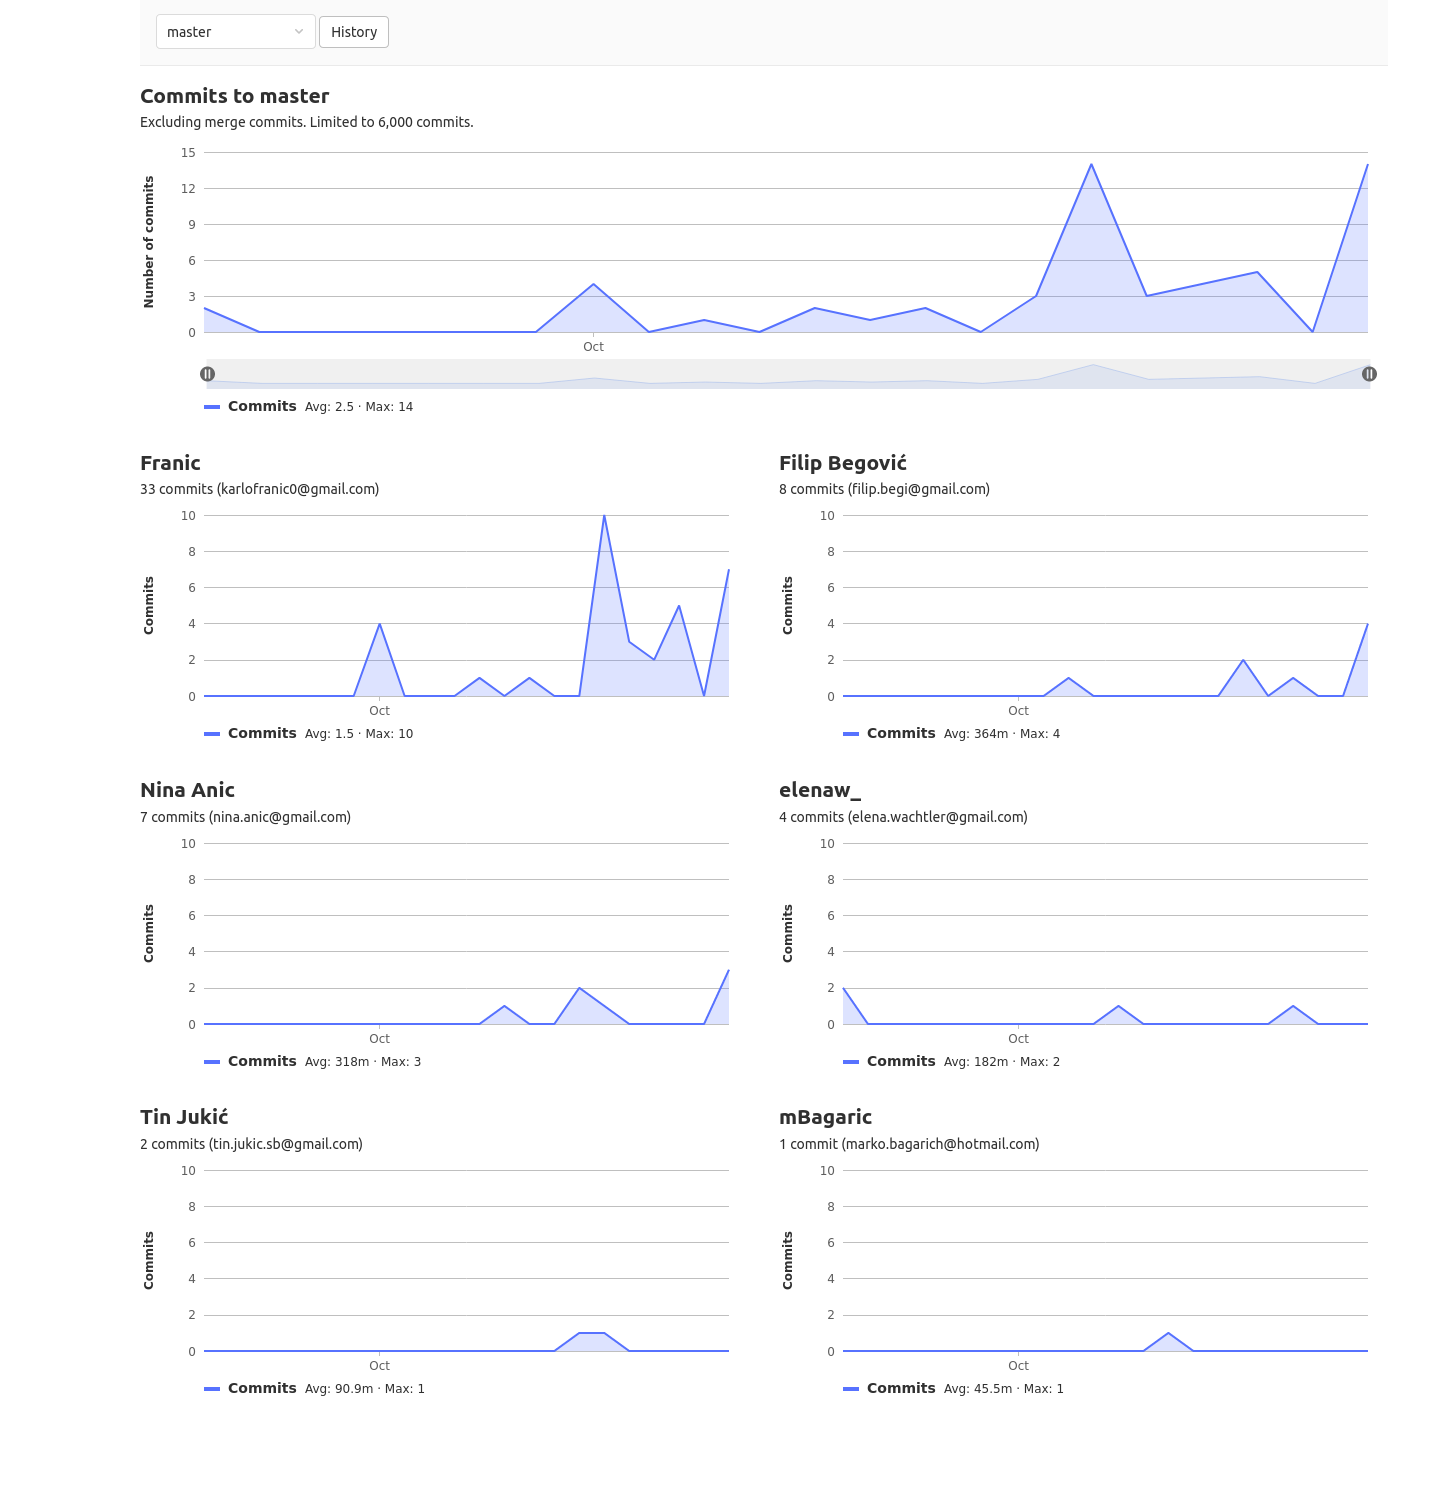 master
History
Commits to master
Excluding merge commits. Limited to 6,000 commits.
Number of commits
15
12
9
6
3
0
Oct
Commits Avg: 2.5 · Max: 14
Franic
33 commits (karlofranic0@gmail.com)
Commits
10
8
6
4
2
0
Oct
Commits Avg: 1.5 · Max: 10
Filip Begović
8 commits (filip.begi@gmail.com)
Commits
10
8
6
4
2
0
Oct
Commits Avg: 364m · Max: 4
Nina Anic
7 commits (nina.anic@gmail.com)
Commits
10
8
6
4
2
0
Oct
Commits Avg: 318m · Max: 3
elenaw_
4 commits (elena.wachtler@gmail.com)
Commits
10
8
6
4
2
0
Oct
Commits Avg: 182m · Max: 2
Tin Jukić
2 commits (tin.jukic.sb@gmail.com)
Commits
10
8
6
4
2
0
Oct
Commits Avg: 90.9m · Max: 1
mBagaric
1 commit (marko.bagarich@hotmail.com)
Commits
10
8
6
4
2
0
Oct
Commits Avg: 45.5m · Max: 1